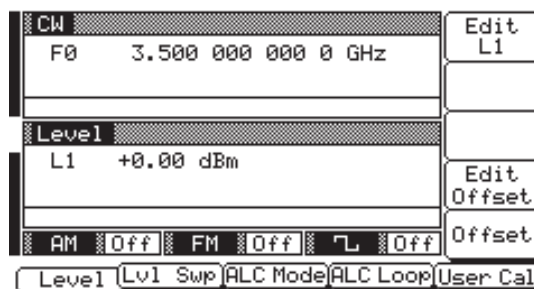 CW
F0 3.500 000 000 0 GHz
Level
L1 +0.00 dBm
AM Off FM Off Off
Edit
L1
Edit
Offset
Offset
Level Lvl Swp ALC Mode ALC Loop User Cal